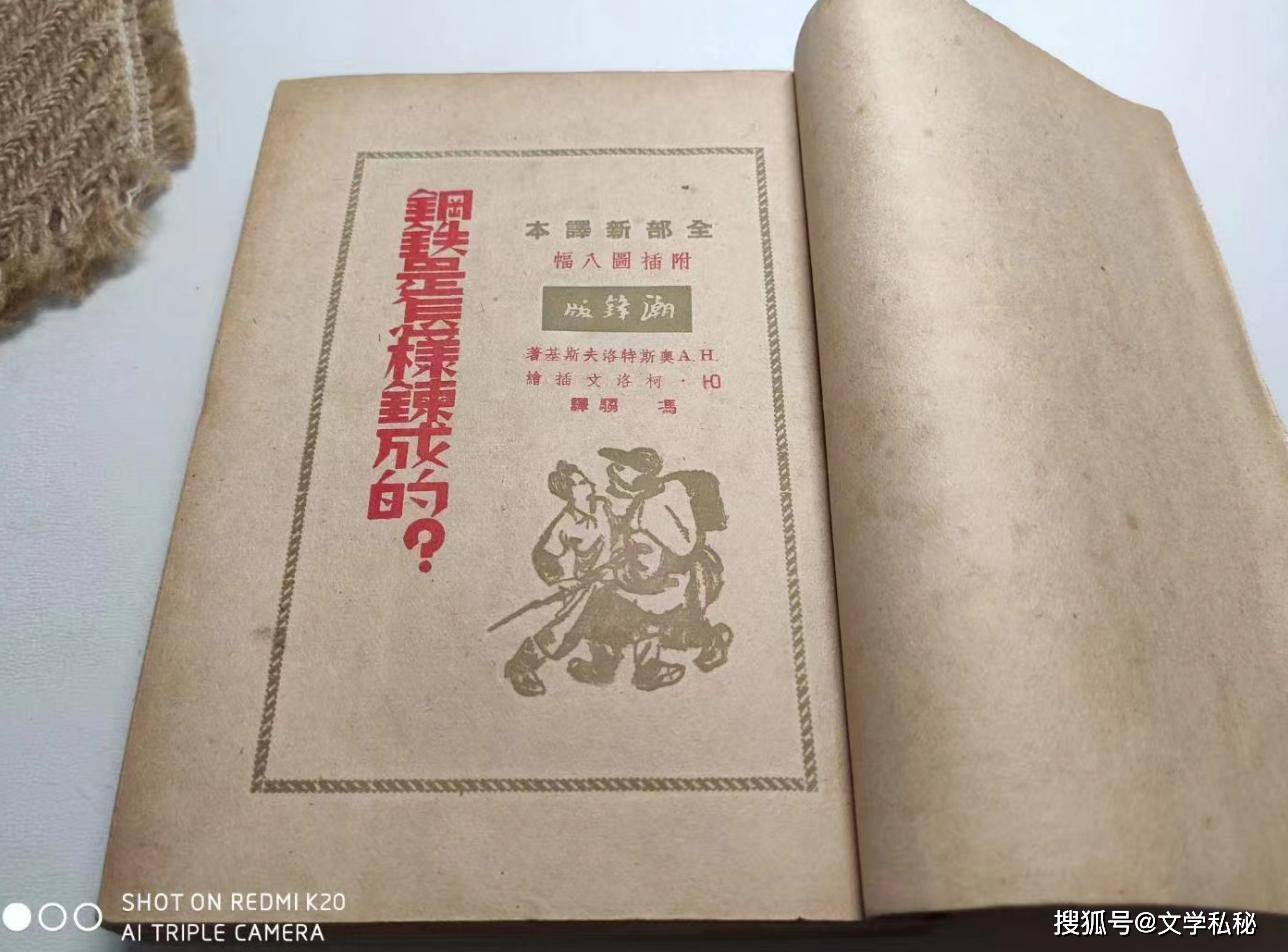 全部新譯本
附插圖八幅
潮鋒版
H.A.奧斯特洛夫斯基著
Ю·柯洛文插繪
馮 譯
鋼鉄是怎樣鍊成的?
SHOT ON REDMI K20
AI TRIPLE CAMERA
搜狐号@文学私秘